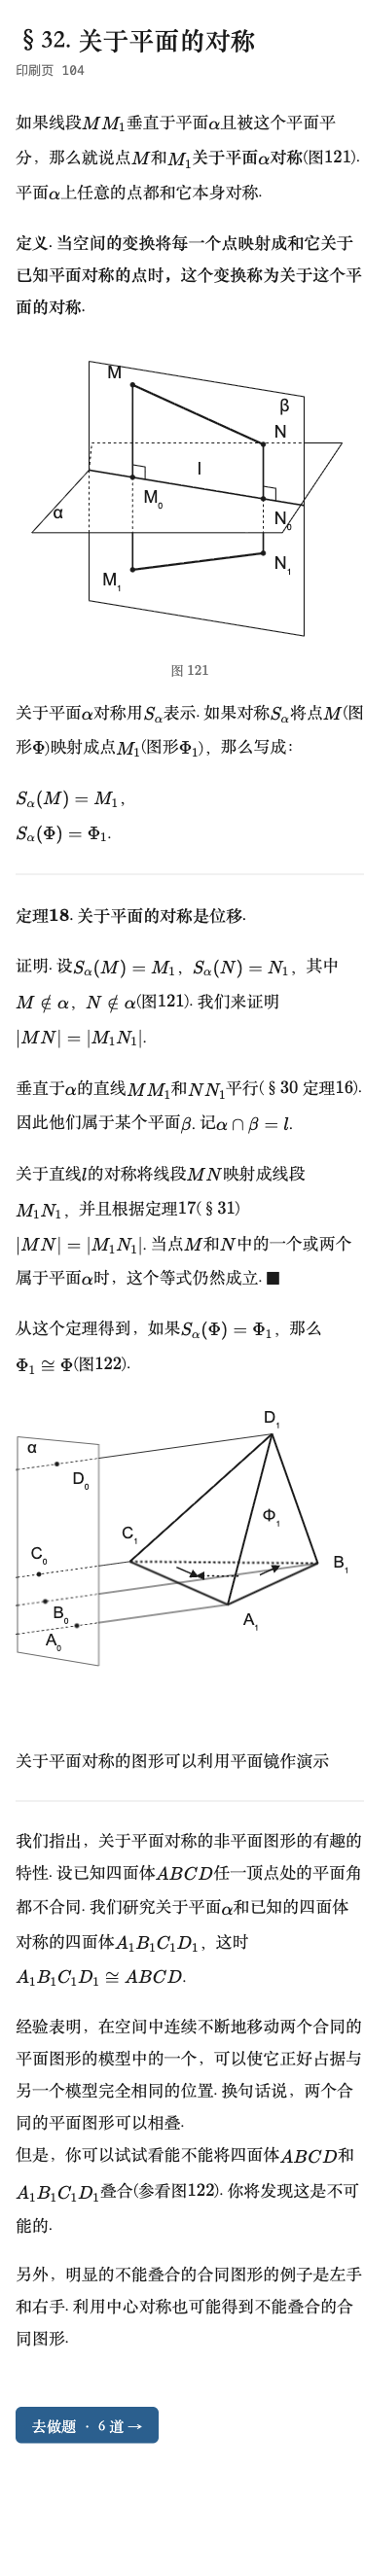 §32. 关于平面的对称
印刷页 104
如果线段MM₁垂直于平面α且被这个平面平
分，那么就说点M和M₁关于平面α对称(图121).
平面α上任意的点都和它本身对称.
定义. 当空间的变换将每一个点映射成和它关于
已知平面对称的点时，这个变换称为关于这个平
面的对称.
M
β
N
l
M₀
α
N₀
N₁
M₁
图 121
关于平面α对称用Sα表示. 如果对称Sα将点M(图
形Φ)映射成点M₁(图形Φ₁)，那么写成：
Sα(M) = M₁，
Sα(Φ) = Φ₁.
定理18. 关于平面的对称是位移.
证明. 设Sα(M) = M₁，Sα(N) = N₁，其中
M ∉ α，N ∉ α(图121). 我们来证明
|MN| = |M₁N₁|.
垂直于α的直线MM₁和NN₁平行(§30 定理16).
因此他们属于某个平面β. 记α ∩ β = l.
关于直线l的对称将线段MN映射成线段
M₁N₁，并且根据定理17(§31)
|MN| = |M₁N₁|. 当点M和N中的一个或两个
属于平面α时，这个等式仍然成立. ■
从这个定理得到，如果Sα(Φ) = Φ₁，那么
Φ₁ ≅ Φ(图122).
D₁
α
D₀
Φ₁
C₁
C₀
B₁
B₀
A₁
A₀
关于平面对称的图形可以利用平面镜作演示
我们指出，关于平面对称的非平面图形的有趣的
特性. 设已知四面体ABCD任一顶点处的平面角
都不合同. 我们研究关于平面α和已知的四面体
对称的四面体A₁B₁C₁D₁，这时
A₁B₁C₁D₁ ≅ ABCD.
经验表明，在空间中连续不断地移动两个合同的
平面图形的模型中的一个，可以使它正好占据与
另一个模型完全相同的位置. 换句话说，两个合
同的平面图形可以相叠.
但是，你可以试试看能不能将四面体ABCD和
A₁B₁C₁D₁叠合(参看图122). 你将发现这是不可
能的.
另外，明显的不能叠合的合同图形的例子是左手
和右手. 利用中心对称也可能得到不能叠合的合
同图形.
去做题 · 6 道 →